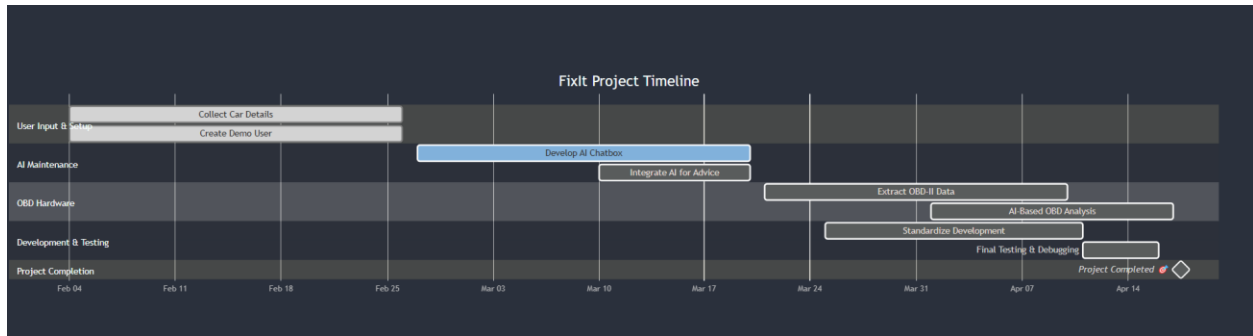 FixIt Project Timeline
User Input & Setup
Collect Car Details
Create Demo User
AI Maintenance
Develop AI Chatbox
Integrate AI for Advice
OBD Hardware
Extract OBD-II Data
AI-Based OBD Analysis
Development & Testing
Standardize Development
Final Testing & Debugging
Project Completion
Project Completed 🎯
Feb 04 Feb 11 Feb 18 Feb 25 Mar 03 Mar 10 Mar 17 Mar 24 Mar 31 Apr 07 Apr 14